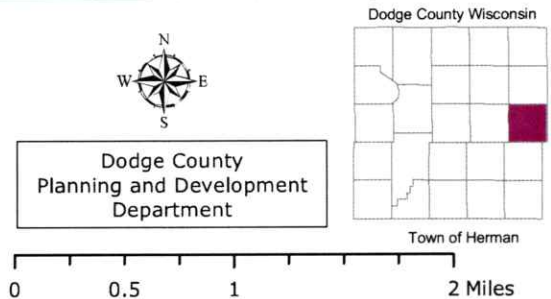 Dodge County Wisconsin
N
W E
S
Dodge County
Planning and Development
Department
Town of Herman
0 0.5 1 2 Miles